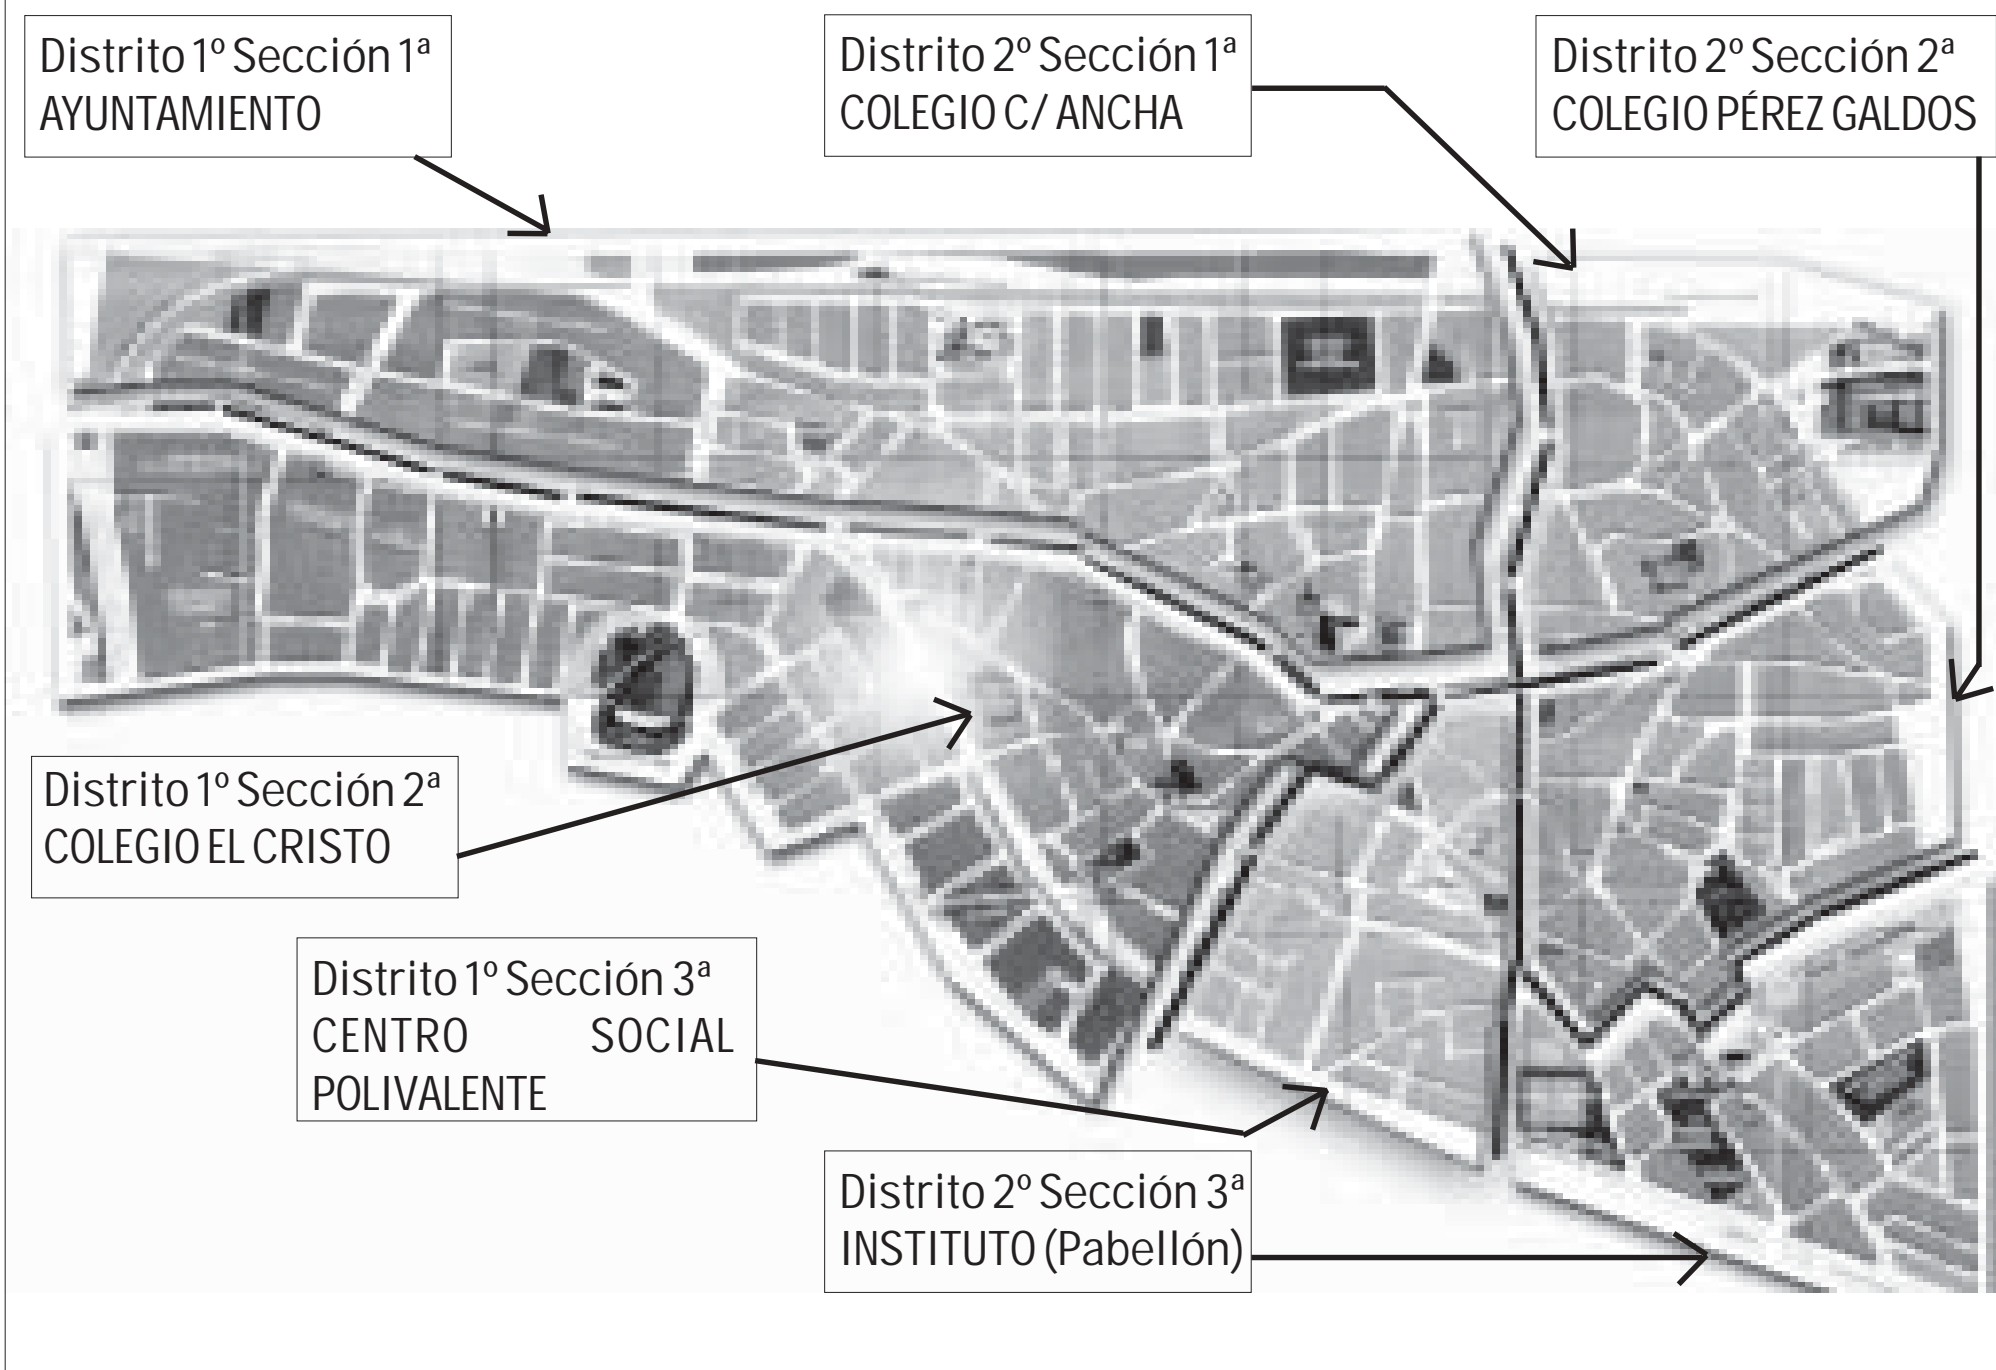 Distrito 1º Sección 1ª
AYUNTAMIENTO
Distrito 2º Sección 1ª
COLEGIO C/ ANCHA
Distrito 2º Sección 2ª
COLEGIO PÉREZ GALDOS
Distrito 1º Sección 2ª
COLEGIO EL CRISTO
Distrito 1º Sección 3ª
CENTRO SOCIAL
POLIVALENTE
Distrito 2º Sección 3ª
INSTITUTO (Pabellón)